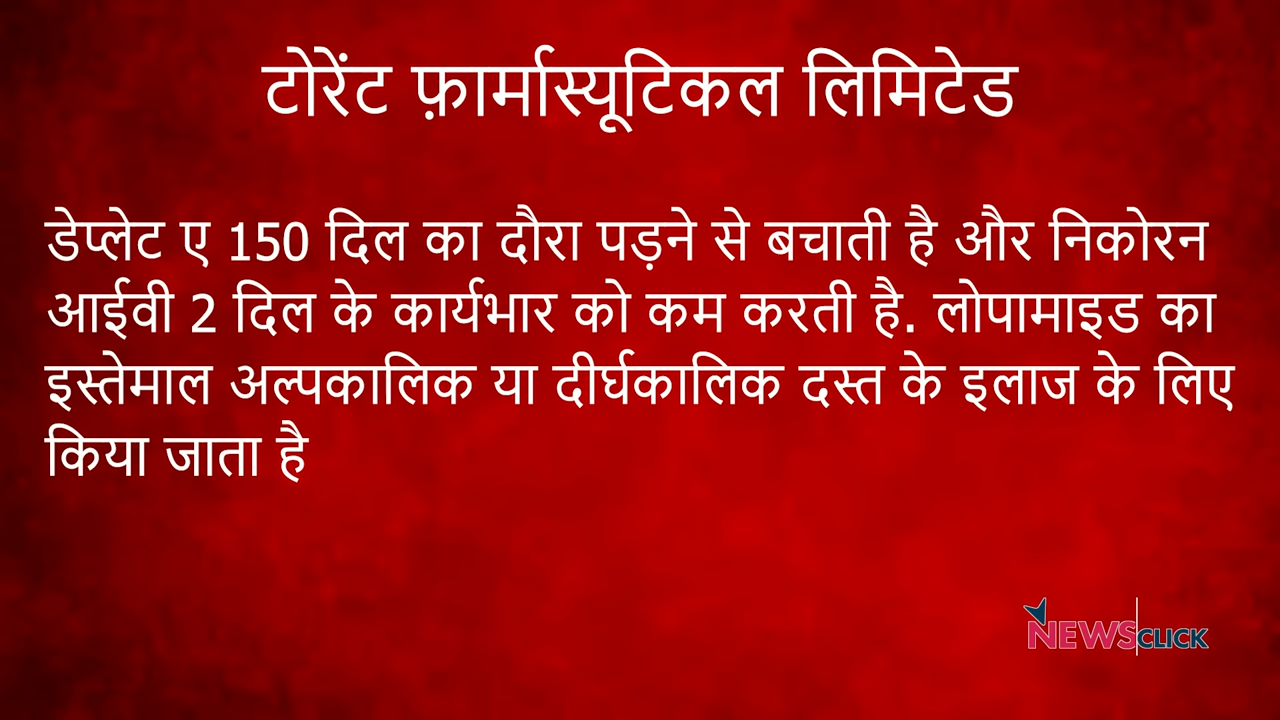 टोरेंट फ़ार्मास्यूटिकल लिमिटेड
डेप्लेट ए 150 दिल का दौरा पड़ने से बचाती है और निकोरन
आईवी 2 दिल के कार्यभार को कम करती है. लोपामाइड का
इस्तेमाल अल्पकालिक या दीर्घकालिक दस्त के इलाज के लिए
किया जाता है
NEWSCLICK